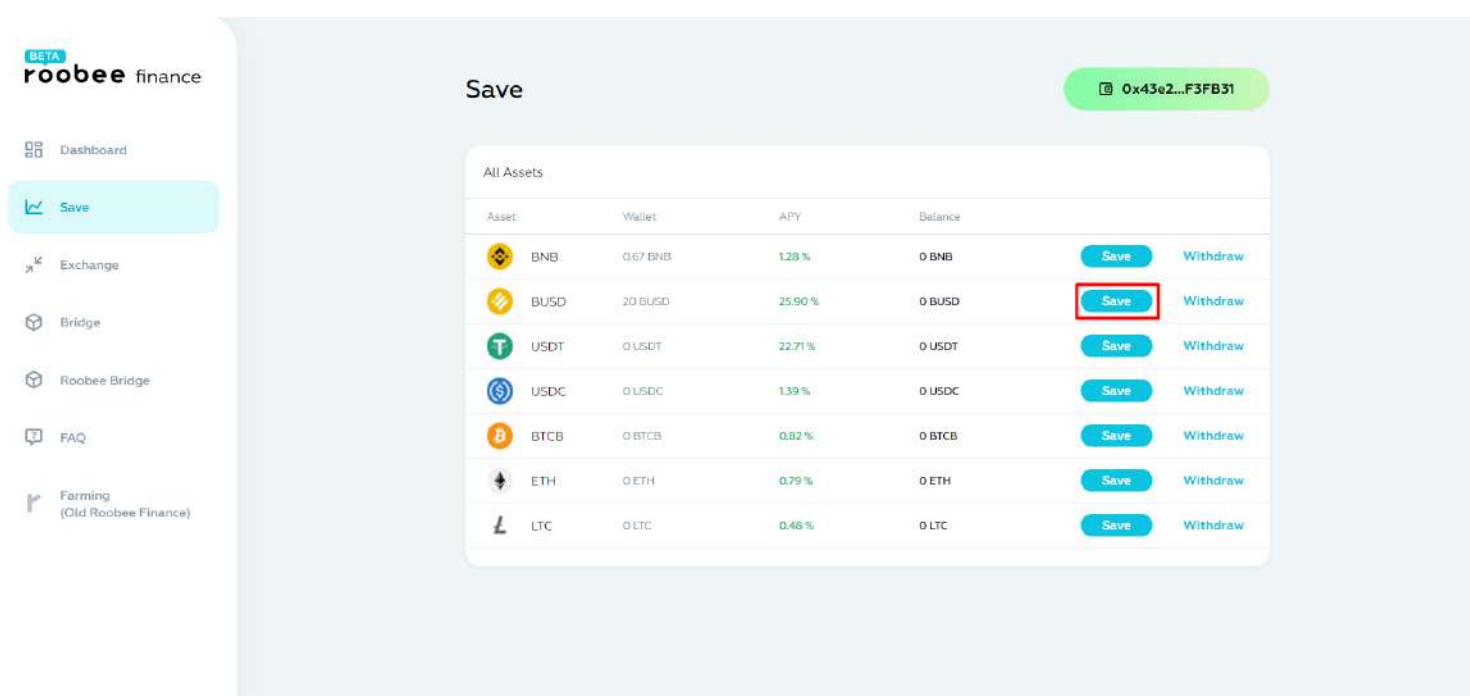 BETA
roobee finance
Dashboard
Save
Exchange
Bridge
Roobee Bridge
FAQ
Farming
(Old Roobee Finance)
Save
0x43e2...F3FB31
All Assets
Asset Wallet APY Balance
BNB 0.67 BNB 1.28 % 0 BNB Save Withdraw
BUSD 20 BUSD 25.90 % 0 BUSD Save Withdraw
USDT 0 USDT 22.71 % 0 USDT Save Withdraw
USDC 0 USDC 1.39 % 0 USDC Save Withdraw
BTCB 0 BTCB 0.82 % 0 BTCB Save Withdraw
ETH 0 ETH 0.79 % 0 ETH Save Withdraw
LTC 0 LTC 0.46 % 0 LTC Save Withdraw